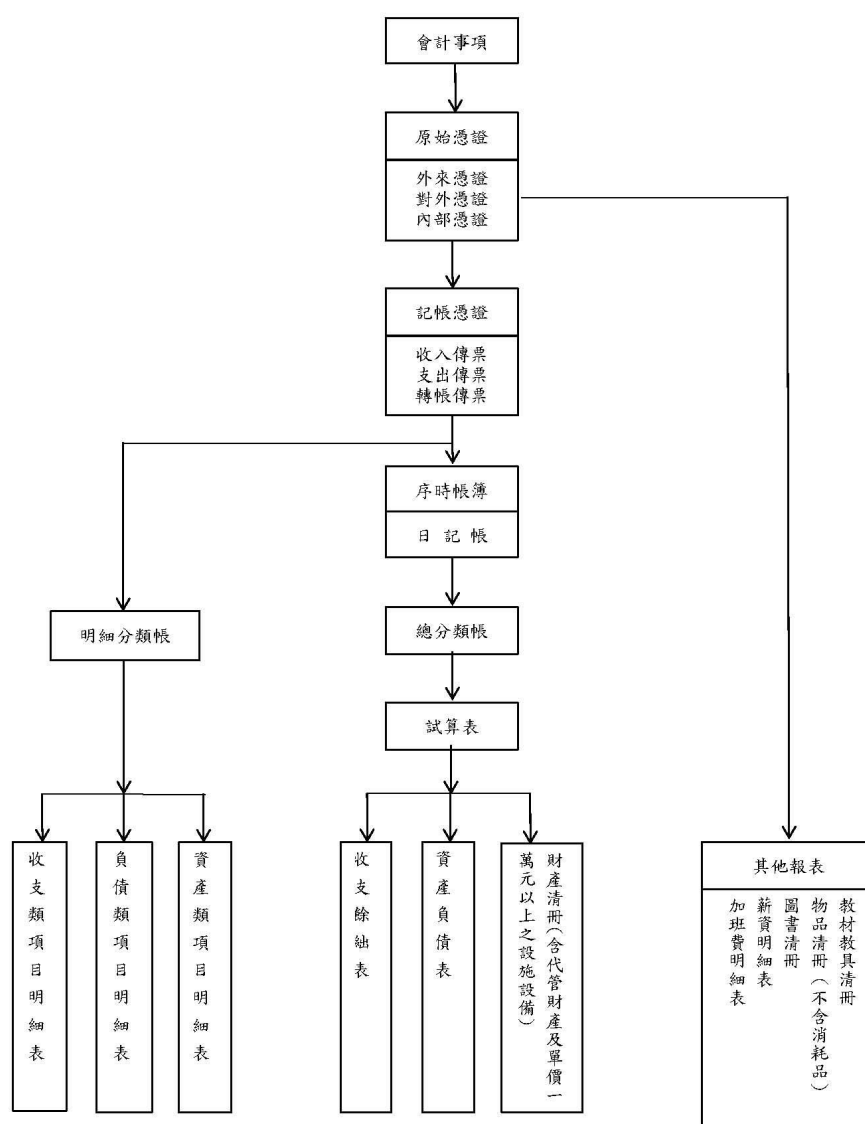 會計事項
原始憑證
外來憑證
對外憑證
內部憑證
記帳憑證
收入傳票
支出傳票
轉帳傳票
序時帳簿
日 記 帳
明細分類帳
總分類帳
試算表
收支類項目明細表
負債類項目明細表
資產類項目明細表
收支餘絀表
資產負債表
財產清冊(含代管財產及單價一
萬元以上之設施設備)
其他報表
教材教具清冊
物品清冊(不含消耗品)
圖書清冊
薪資明細表
加班費明細表